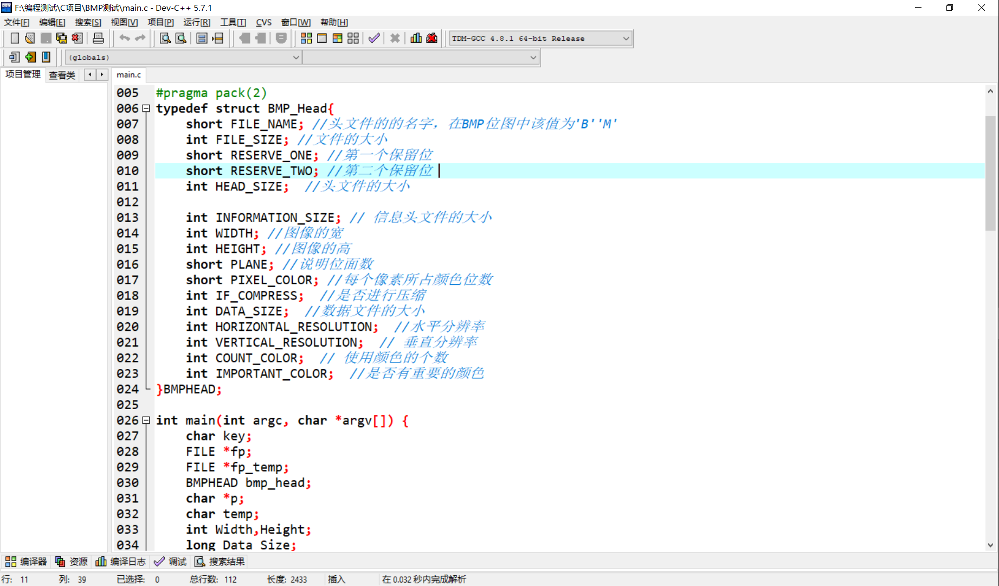 F:\编程测试\C项目\BMP测试\main.c - Dev-C++ 5.7.1
文件[F] 编辑[E] 搜索[S] 视图[V] 项目[P] 运行[R] 工具[T] CVS 窗口[W] 帮助[H]
TDM-GCC 4.8.1 64-bit Release
(globals)
项目管理 查看类 main.c
005 #pragma pack(2)
006 typedef struct BMP_Head{
007 short FILE_NAME; //头文件的的名字，在BMP位图中该值为'B''M'
008 int FILE_SIZE; //文件的大小
009 short RESERVE_ONE; //第一个保留位
010 short RESERVE_TWO; //第二个保留位
011 int HEAD_SIZE; //头文件的大小
012
013 int INFORMATION_SIZE; // 信息头文件的大小
014 int WIDTH; //图像的宽
015 int HEIGHT; //图像的高
016 short PLANE; //说明位面数
017 short PIXEL_COLOR; //每个像素所占颜色位数
018 int IF_COMPRESS; //是否进行压缩
019 int DATA_SIZE; //数据文件的大小
020 int HORIZONTAL_RESOLUTION; //水平分辨率
021 int VERTICAL_RESOLUTION; // 垂直分辨率
022 int COUNT_COLOR; // 使用颜色的个数
023 int IMPORTANT_COLOR; //是否有重要的颜色
024 }BMPHEAD;
025
026 int main(int argc, char *argv[]) {
027 char key;
028 FILE *fp;
029 FILE *fp_temp;
030 BMPHEAD bmp_head;
031 char *p;
032 char temp;
033 int Width,Height;
034 long Data_Size;
编译器 资源 编译日志 调试 搜索结果
行: 11 列: 39 已选择: 0 总行数: 112 长度: 2433 插入 在 0.032 秒内完成解析